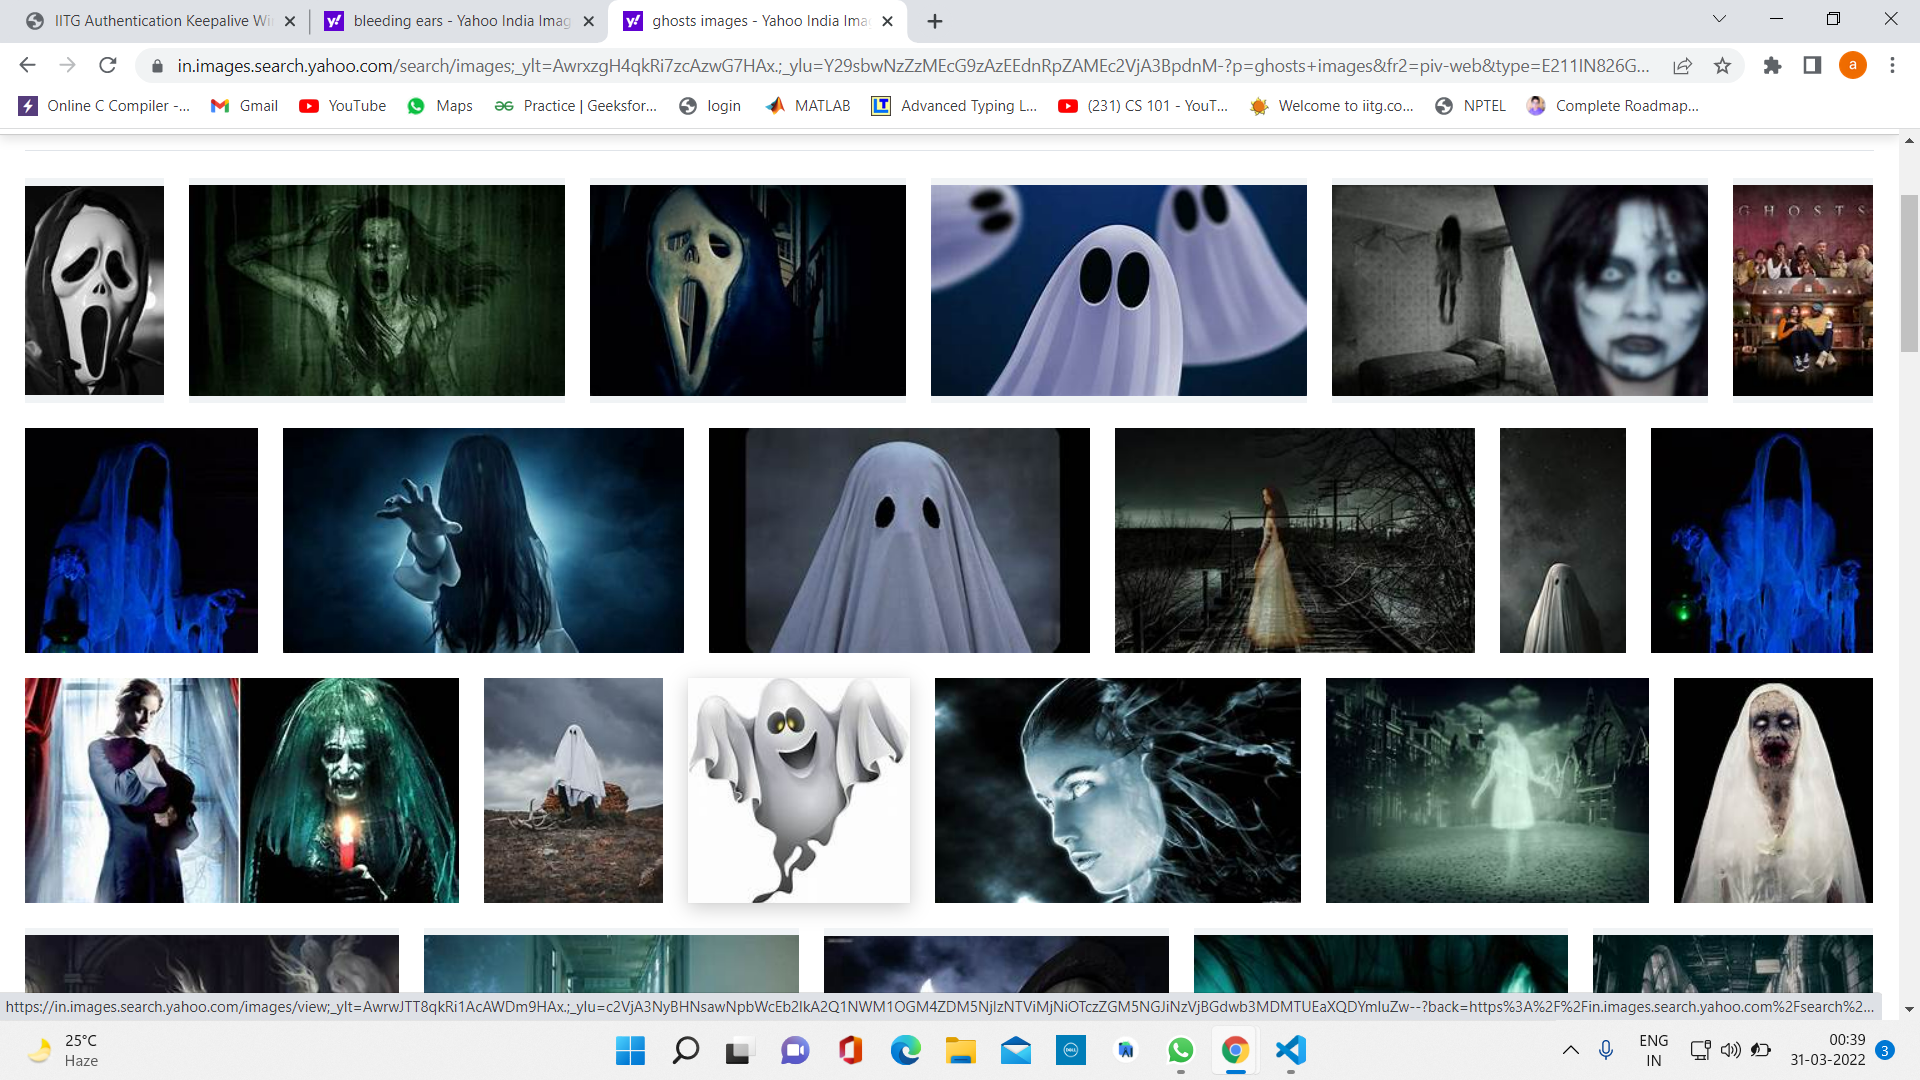 IITG Authentication Keepalive Wi
bleeding ears - Yahoo India Imag
ghosts images - Yahoo India Ima
in.images.search.yahoo.com/search/images;_ylt=AwrxzgH4qkRi7zcAzwG7HAx.;_ylu=Y29sbwNzZzMEcG9zAzEEdnRpZAMEc2VjA3BpdnM-?p=ghosts+images&fr2=piv-web&type=E211IN826G...
a
Online C Compiler -...
Gmail
YouTube
Maps
Practice | Geeksfor...
login
MATLAB
LT
Advanced Typing L...
(231) CS 101 - YouT...
Welcome to iitg.co...
NPTEL
Complete Roadmap...
GHOSTS
https://in.images.search.yahoo.com/images/view;_ylt=AwrwJTT8qkRi1AcAWDm9HAx.;_ylu=c2VjA3NyBHNsawNpbWcEb2lkA2Q1NWM1OGM4ZDM5NjIzNTViMjNiOTczZGM5NGJiNzVjBGdwb3MDMTUEaXQDYmluZw--?back=https%3A%2F%2Fin.images.search.yahoo.com%2Fsearch%2...
25°C
Haze
DELL
ENG
IN
00:39
31-03-2022
3